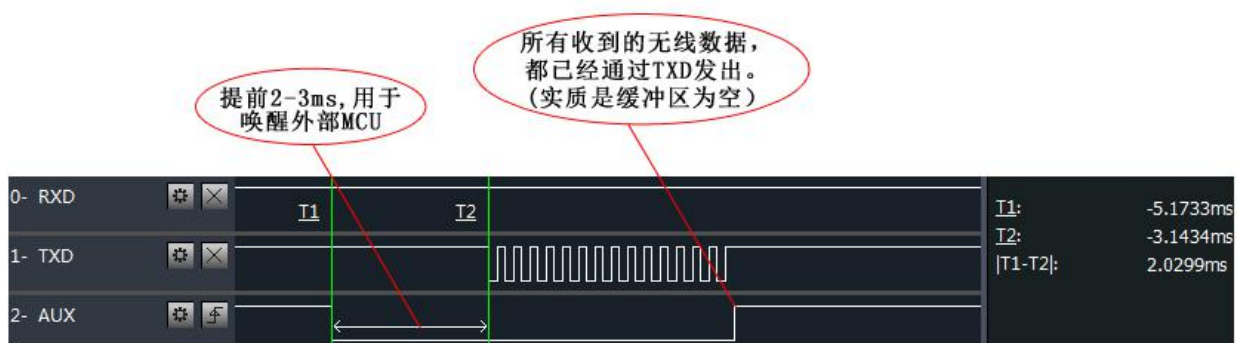 所有收到的无线数据，
都已经通过TXD发出。
(实质是缓冲区为空)
提前2-3ms,用于
唤醒外部MCU
0- RXD
T1
T2
T1: -5.1733ms
T2: -3.1434ms
|T1-T2|: 2.0299ms
1- TXD
2- AUX